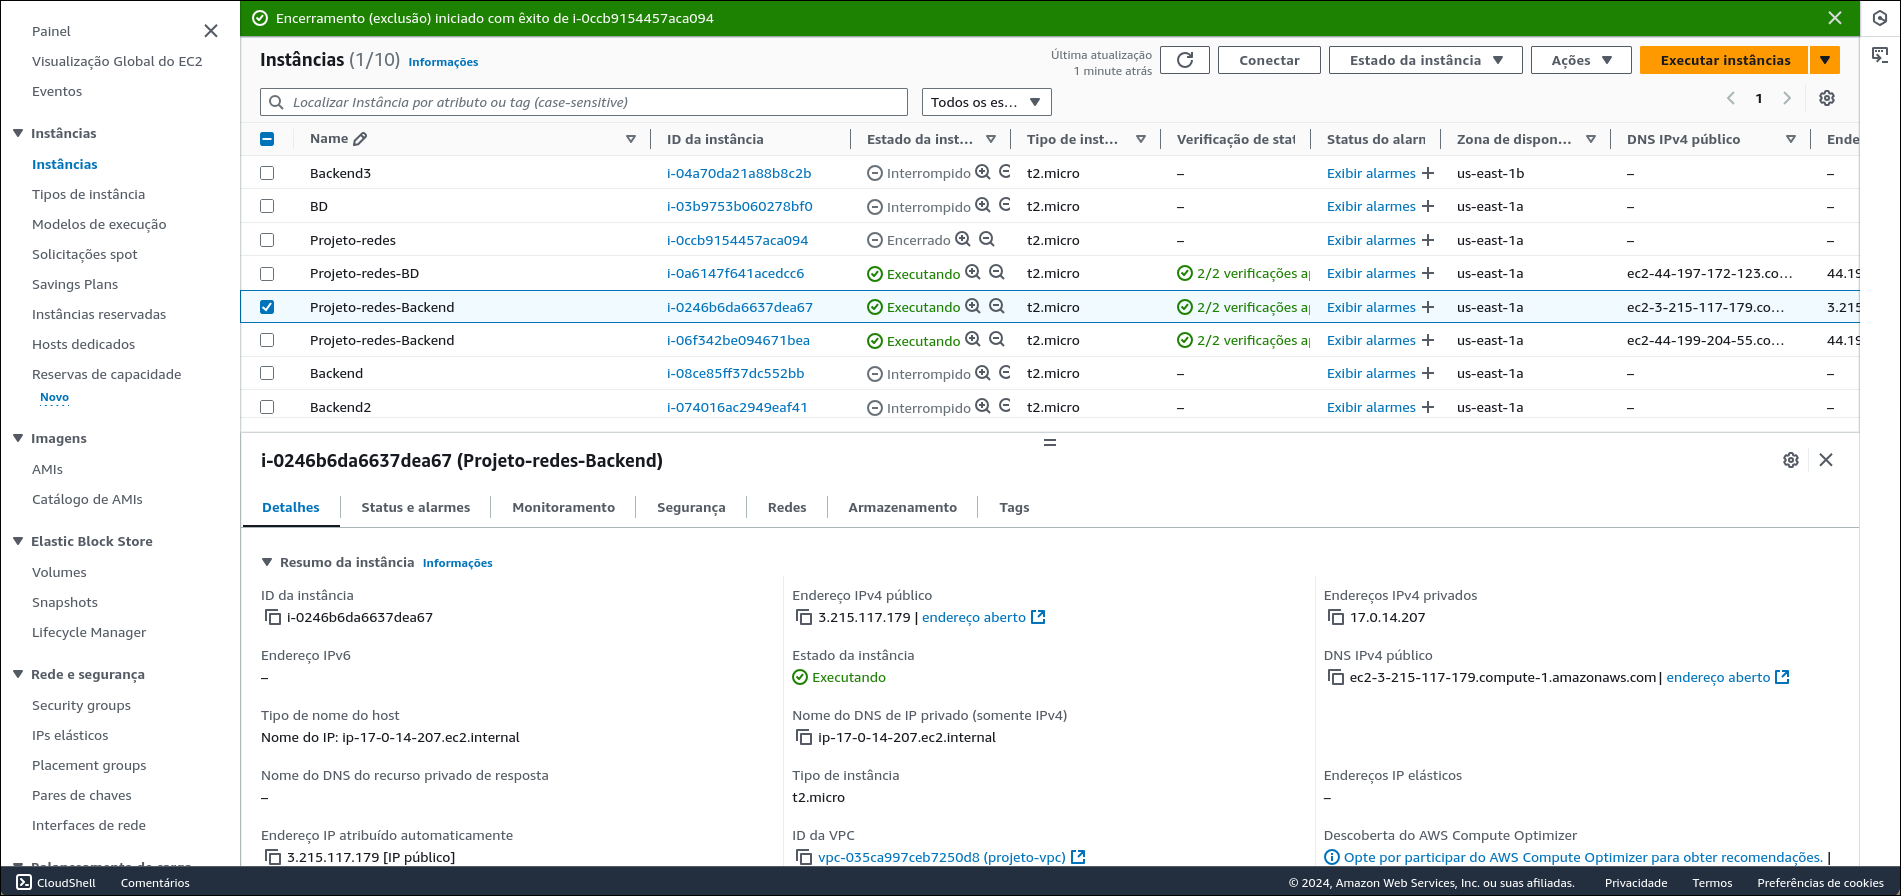 Encerramento (exclusão) iniciado com êxito de i-0ccb9154457aca094
Painel
Visualização Global do EC2
Eventos
Instâncias
Instâncias
Tipos de instância
Modelos de execução
Solicitações spot
Savings Plans
Instâncias reservadas
Hosts dedicados
Reservas de capacidade
Novo
Imagens
AMIs
Catálogo de AMIs
Elastic Block Store
Volumes
Snapshots
Lifecycle Manager
Rede e segurança
Security groups
IPs elásticos
Placement groups
Pares de chaves
Interfaces de rede
Instâncias (1/10) Informações
Última atualização
1 minute atrás
Conectar
Estado da instância
Ações
Executar instâncias
Localizar Instância por atributo ou tag (case-sensitive)
Todos os es...
1
Name ID da instância Estado da inst... Tipo de inst... Verificação de stat Status do alarn Zona de dispon... DNS IPv4 público Ende
Backend3 i-04a70da21a88b8c2b Interrompido t2.micro – Exibir alarmes us-east-1b – –
BD i-03b9753b060278bf0 Interrompido t2.micro – Exibir alarmes us-east-1a – –
Projeto-redes i-0ccb9154457aca094 Encerrado t2.micro – Exibir alarmes us-east-1a – –
Projeto-redes-BD i-0a6147f641acedcc6 Executando t2.micro 2/2 verificações a Exibir alarmes us-east-1a ec2-44-197-172-123.co... 44.19
Projeto-redes-Backend i-0246b6da6637dea67 Executando t2.micro 2/2 verificações a Exibir alarmes us-east-1a ec2-3-215-117-179.co... 3.215
Projeto-redes-Backend i-06f342be094671bea Executando t2.micro 2/2 verificações a Exibir alarmes us-east-1a ec2-44-199-204-55.co... 44.19
Backend i-08ce85ff37dc552bb Interrompido t2.micro – Exibir alarmes us-east-1a – –
Backend2 i-074016ac2949eaf41 Interrompido t2.micro – Exibir alarmes us-east-1a – –
i-0246b6da6637dea67 (Projeto-redes-Backend)
Detalhes Status e alarmes Monitoramento Segurança Redes Armazenamento Tags
Resumo da instância Informações
ID da instância
i-0246b6da6637dea67
Endereço IPv4 público
3.215.117.179 | endereço aberto
Endereços IPv4 privados
17.0.14.207
Endereço IPv6
–
Estado da instância
Executando
DNS IPv4 público
ec2-3-215-117-179.compute-1.amazonaws.com | endereço aberto
Tipo de nome do host
Nome do IP: ip-17-0-14-207.ec2.internal
Nome do DNS de IP privado (somente IPv4)
ip-17-0-14-207.ec2.internal
Nome do DNS do recurso privado de resposta
–
Tipo de instância
t2.micro
Endereços IP elásticos
–
Endereço IP atribuído automaticamente
3.215.117.179 [IP público]
ID da VPC
vpc-035ca997ceb7250d8 (projeto-vpc)
Descoberta do AWS Compute Optimizer
Opte por participar do AWS Compute Optimizer para obter recomendações. |
CloudShell Comentários
© 2024, Amazon Web Services, Inc. ou suas afiliadas. Privacidade Termos Preferências de cookies